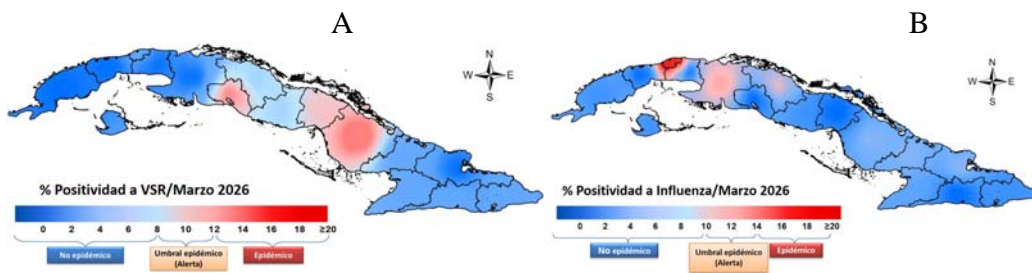 A
B
N
W E
S
N
W E
S
% Positividad a VSR/Marzo 2026
0 2 4 6 8 10 12 14 16 18 ≥20
No epidémico
Umbral epidémico
(Alerta)
Epidémico
% Positividad a Influenza/Marzo 2026
0 2 4 6 8 10 12 14 16 18 ≥20
No epidémico
Umbral epidémico
(Alerta)
Epidémico